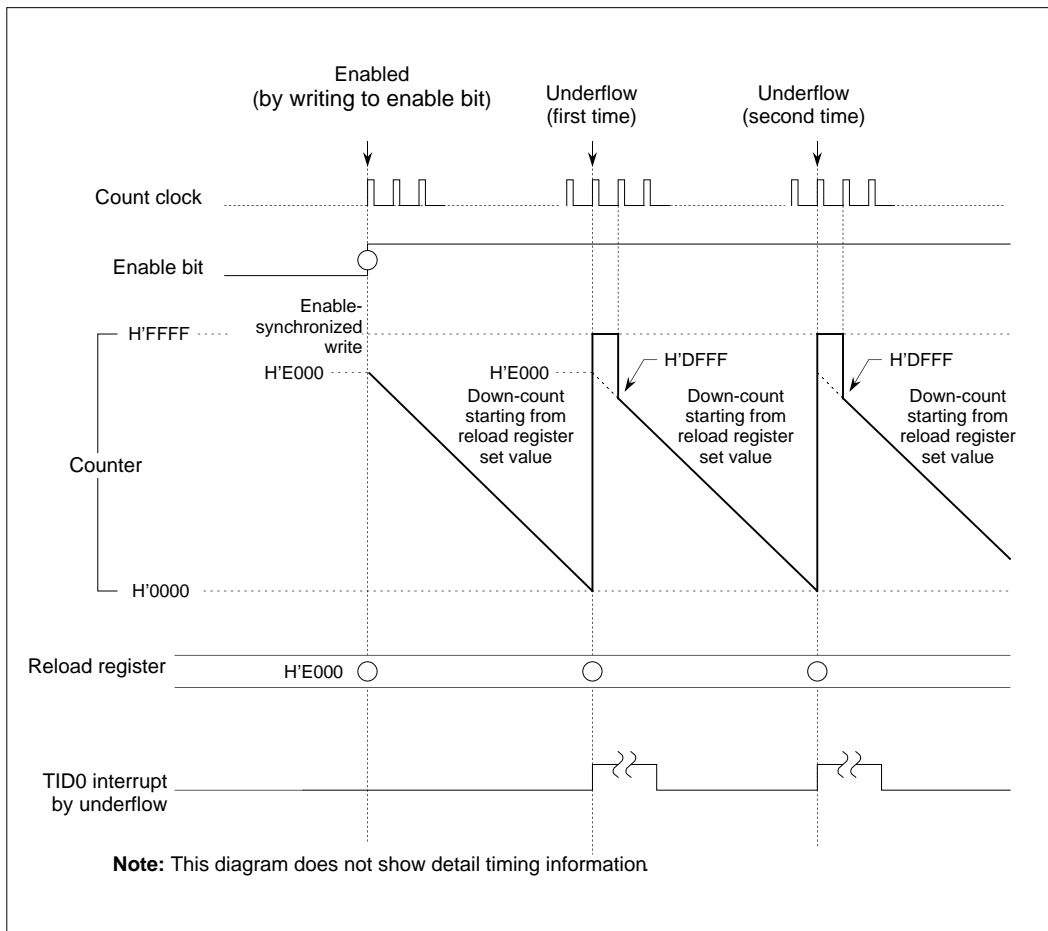 Enabled
(by writing to enable bit)
Underflow
(first time)
Underflow
(second time)
Count clock
Enable bit
Enable-
synchronized
write
H'FFFF
H'E000
H'E000
H'DFFF
H'DFFF
Down-count
starting from
reload register
set value
Down-count
starting from
reload register
set value
Counter
H'0000
Reload register
H'E000
TID0 interrupt
by underflow
Note: This diagram does not show detail timing information.